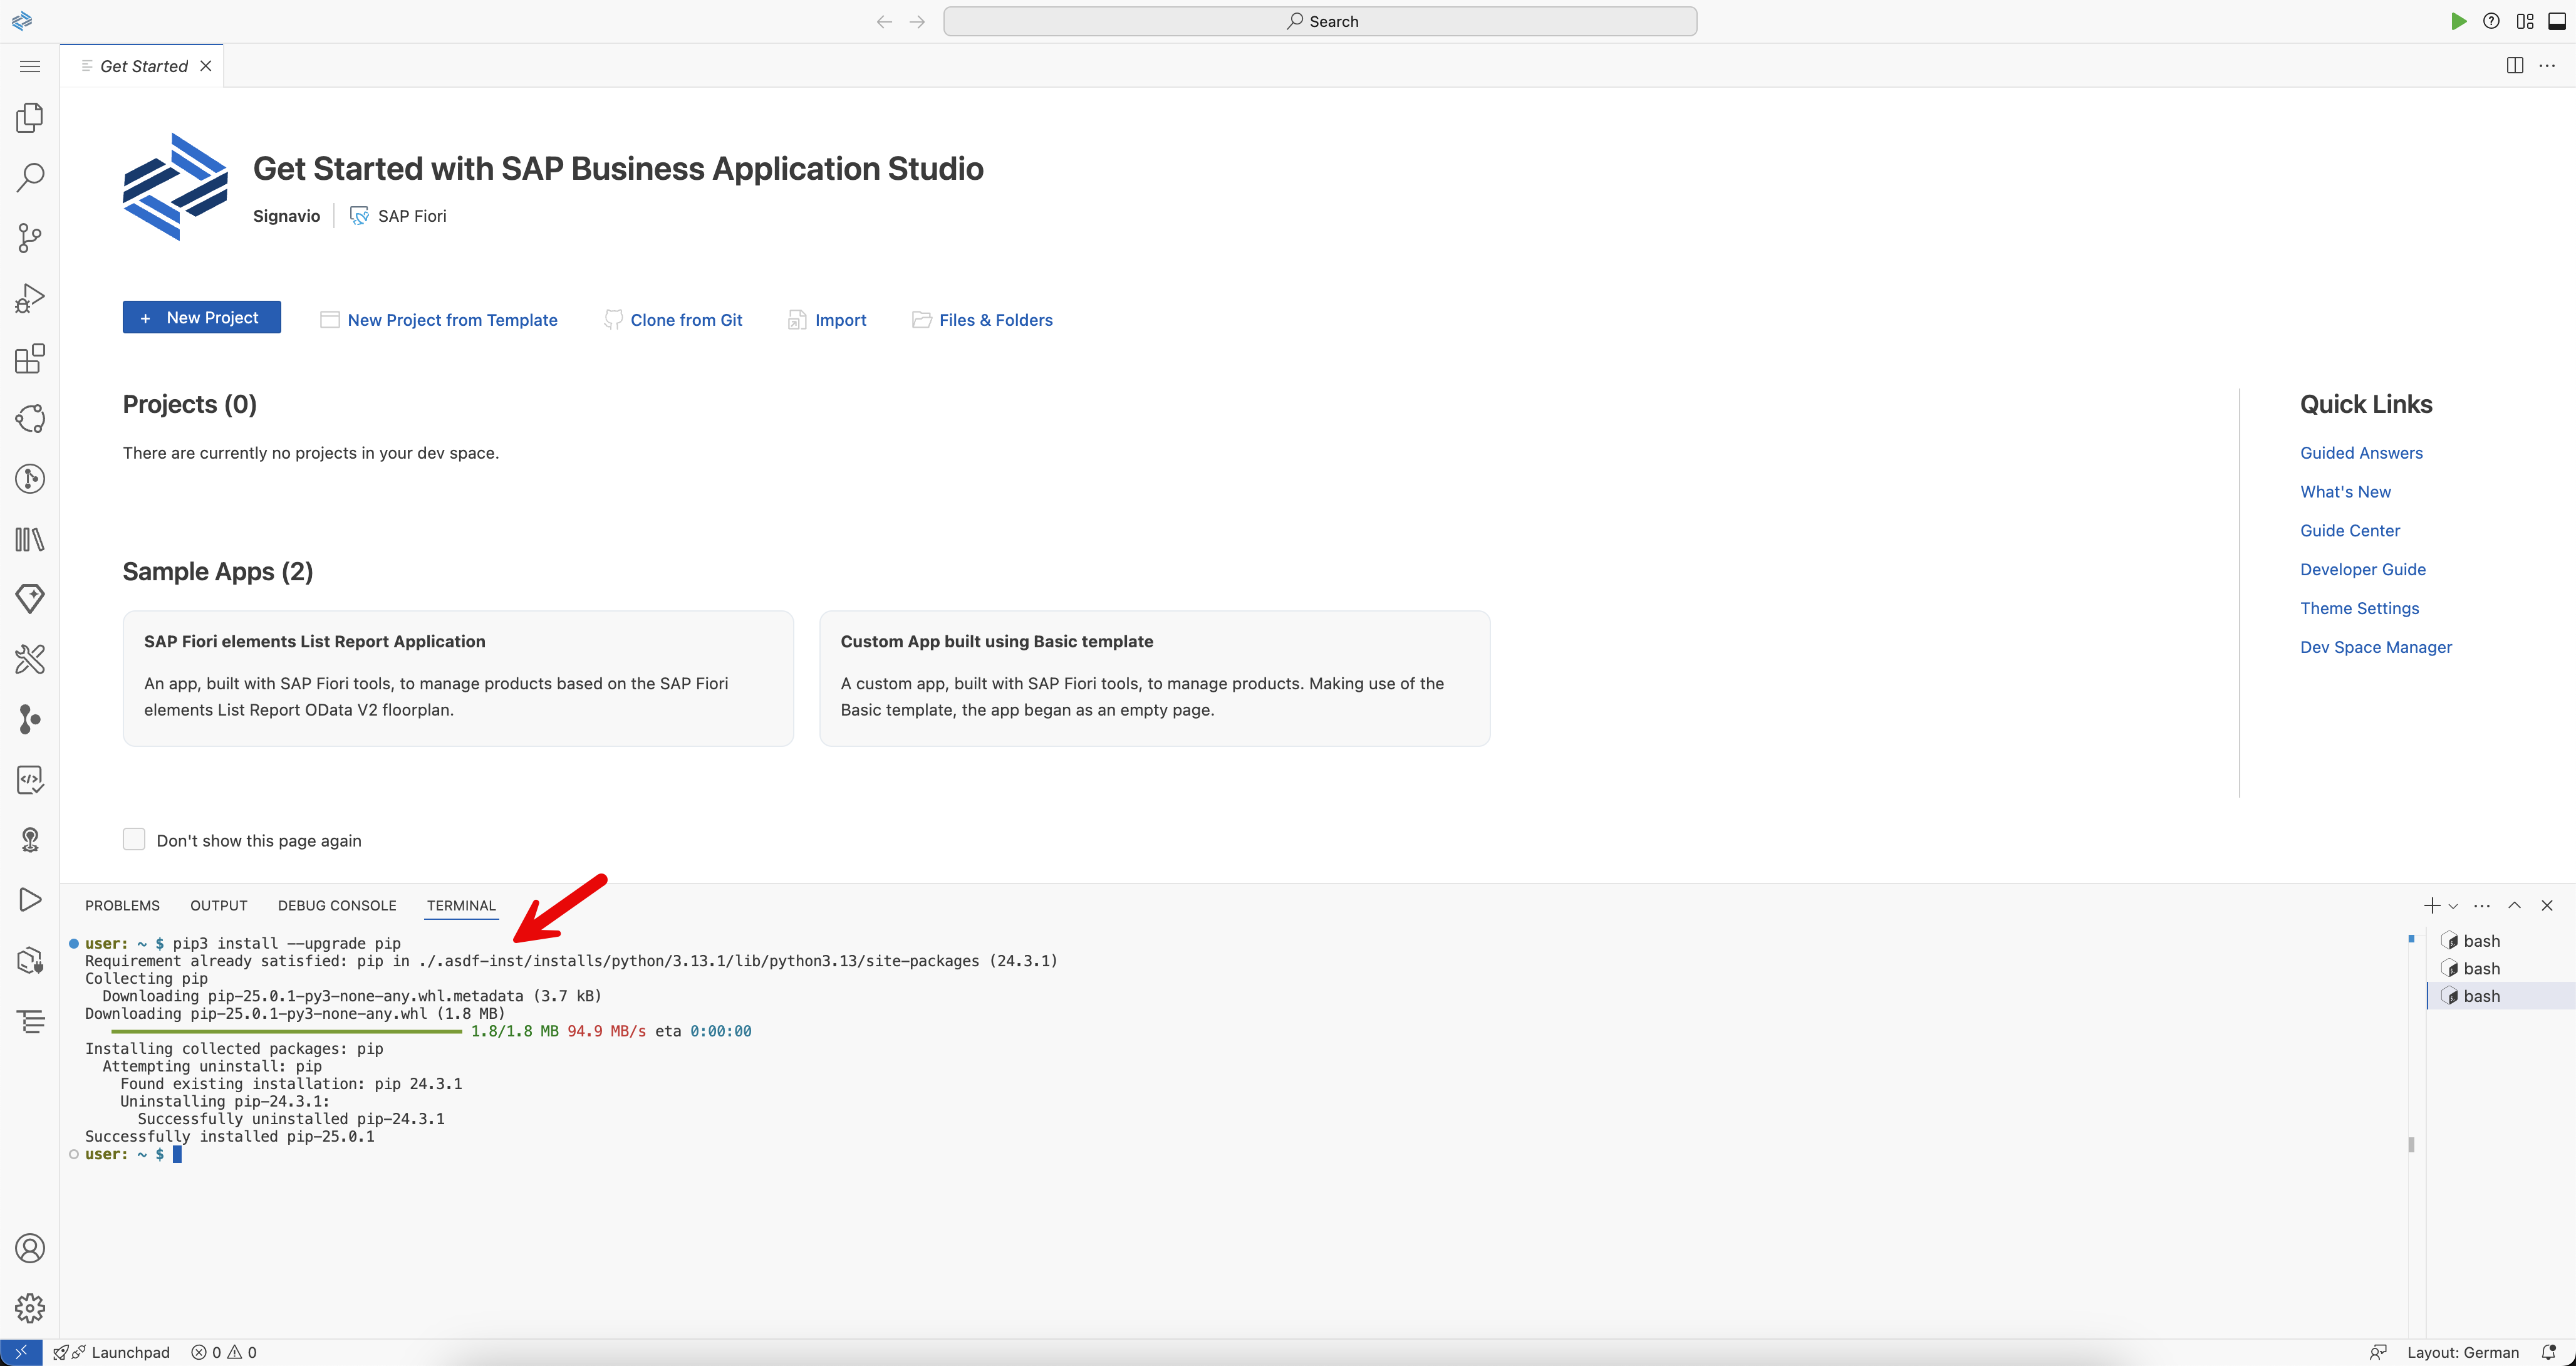 Search
Get Started
Get Started with SAP Business Application Studio
Signavio SAP Fiori
+ New Project New Project from Template Clone from Git Import Files & Folders
Projects (0)
There are currently no projects in your dev space.
Quick Links
Guided Answers
What's New
Guide Center
Developer Guide
Theme Settings
Dev Space Manager
Sample Apps (2)
SAP Fiori elements List Report Application
An app, built with SAP Fiori tools, to manage products based on the SAP Fiori
elements List Report OData V2 floorplan.
Custom App built using Basic template
A custom app, built with SAP Fiori tools, to manage products. Making use of the
Basic template, the app began as an empty page.
Don't show this page again
PROBLEMS OUTPUT DEBUG CONSOLE TERMINAL
user: ~ $ pip3 install --upgrade pip
Requirement already satisfied: pip in ./.asdf-inst/installs/python/3.13.1/lib/python3.13/site-packages (24.3.1)
Collecting pip
  Downloading pip-25.0.1-py3-none-any.whl.metadata (3.7 kB)
Downloading pip-25.0.1-py3-none-any.whl (1.8 MB)
1.8/1.8 MB 94.9 MB/s eta 0:00:00
Installing collected packages: pip
  Attempting uninstall: pip
    Found existing installation: pip 24.3.1
    Uninstalling pip-24.3.1:
      Successfully uninstalled pip-24.3.1
Successfully installed pip-25.0.1
user: ~ $
bash
bash
bash
Launchpad 0 0
Layout: German